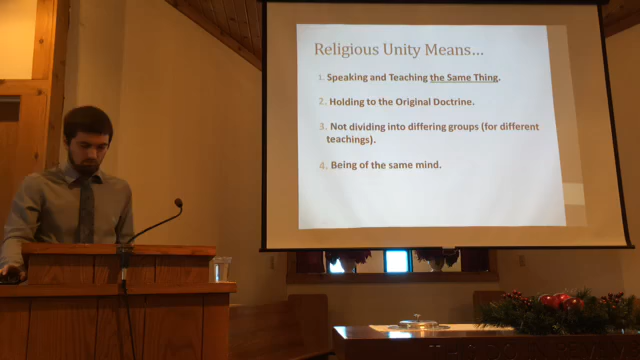 Religious Unity Means...
1. Speaking and Teaching the Same Thing.
2. Holding to the Original Doctrine.
3. Not dividing into differing groups (for different
teachings).
4. Being of the same mind.